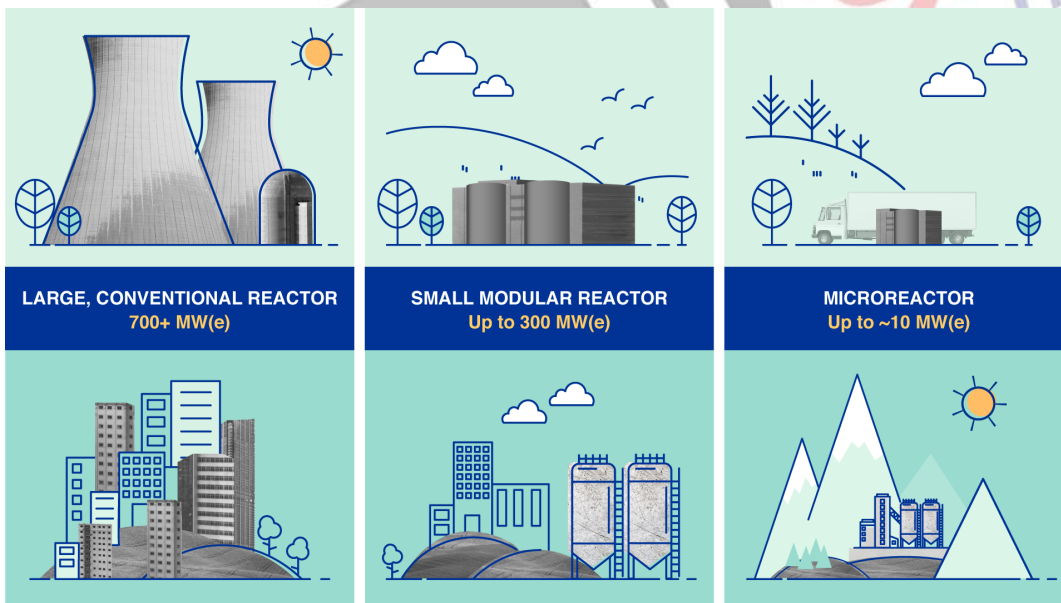 LARGE, CONVENTIONAL REACTOR
700+ MW(e)
SMALL MODULAR REACTOR
Up to 300 MW(e)
MICROREACTOR
Up to ~10 MW(e)